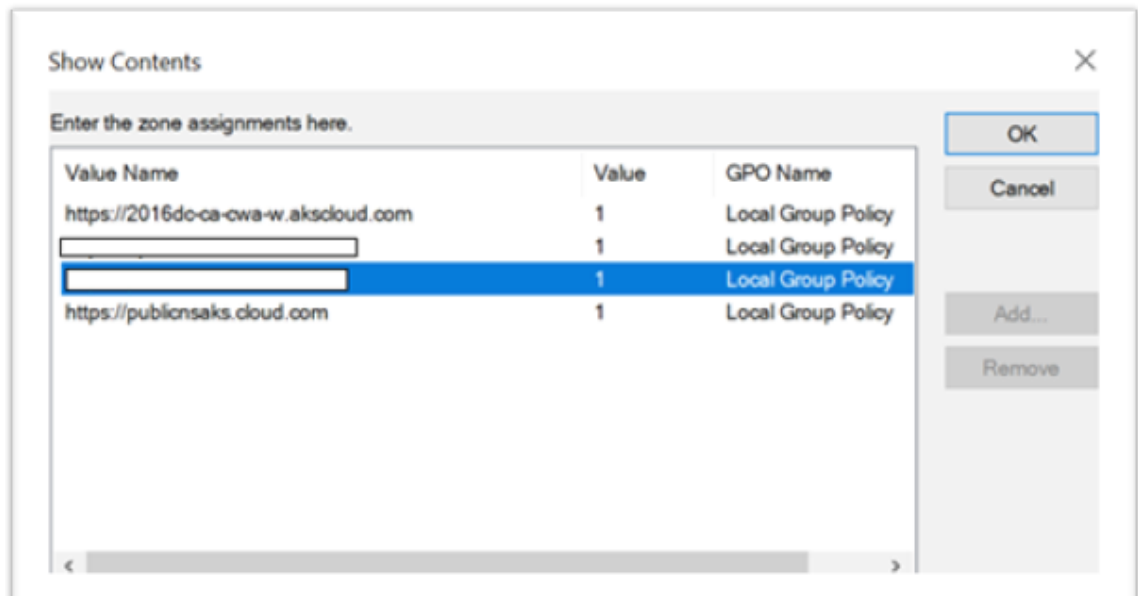 Show Contents
Enter the zone assignments here.
OK
Cancel
Value Name Value GPO Name
https://2016dc-ca-cwa-w.akscloud.com 1 Local Group Policy
1 Local Group Policy
1 Local Group Policy
https://publicnsaks.cloud.com 1 Local Group Policy
Add...
Remove